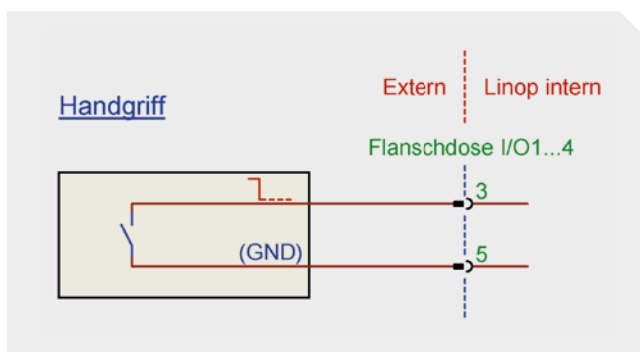 Extern
Linop intern
Handgriff
Flanschdose I/O1...4
3
(GND)
5